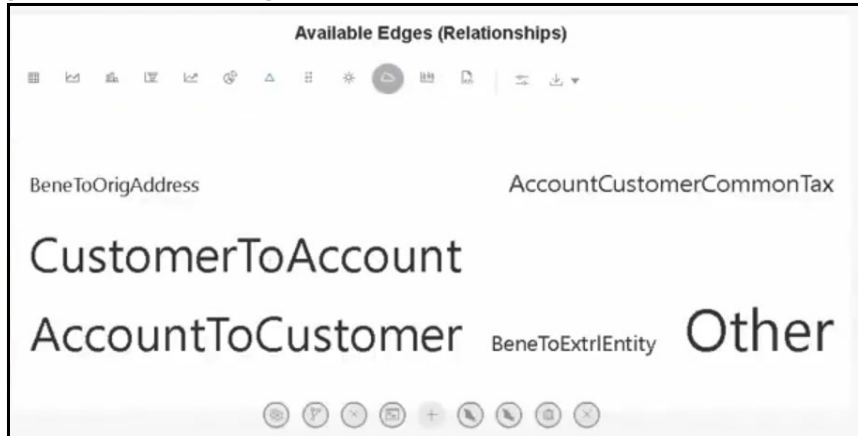 Available Edges (Relationships)
BeneToOrigAddress AccountCustomerCommonTax
CustomerToAccount
AccountToCustomer BeneToExtrlEntity Other